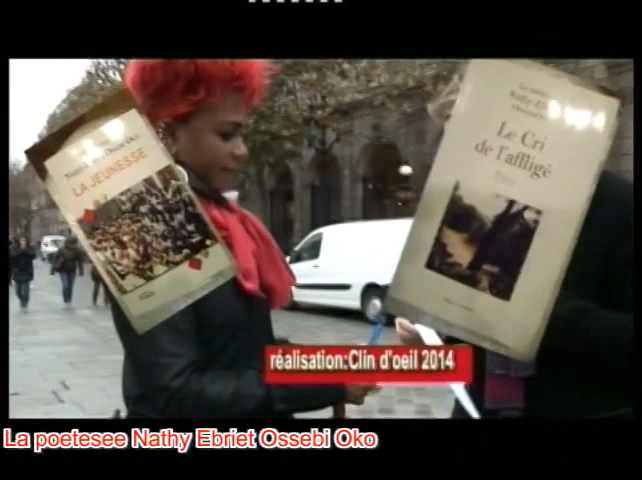 LA JEUNESSE
Le Cri
de l'affligé
réalisation:Clin d'oeil 2014
La poetesee Nathy Ebriet Ossebi Oko